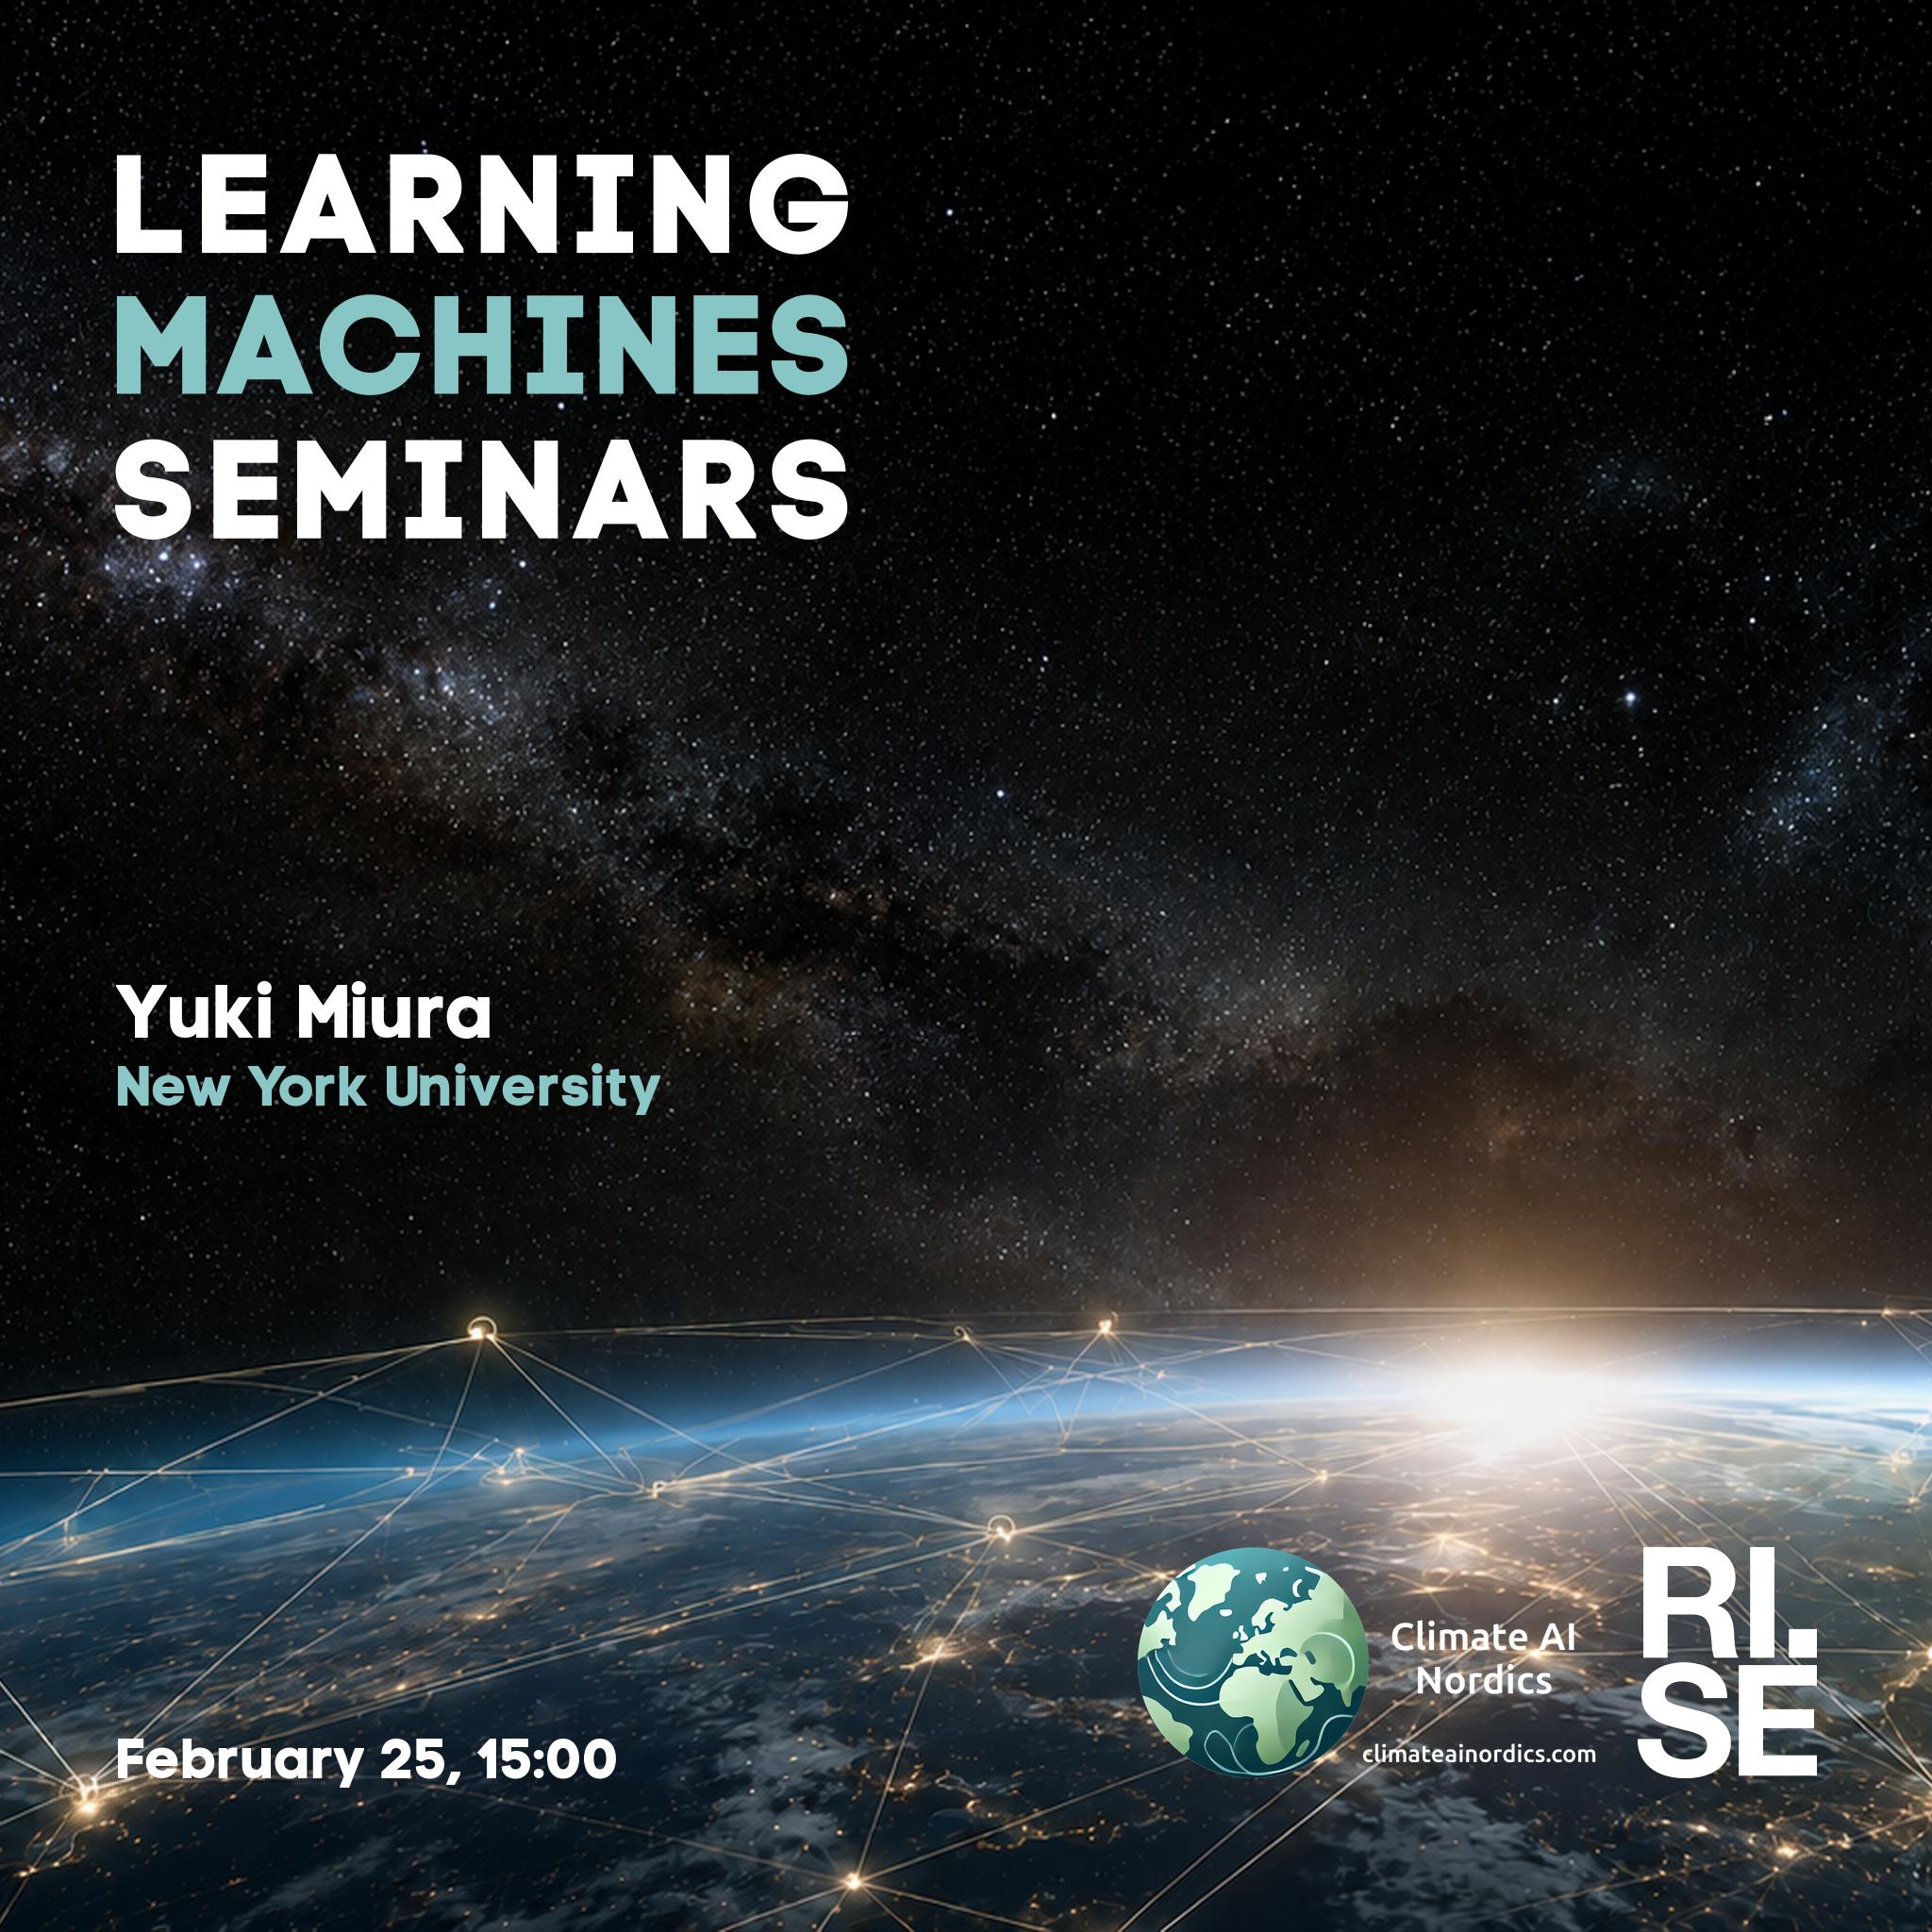 LEARNING
MACHINES
SEMINARS
Yuki Miura
New York University
February 25, 15:00
Climate AI
Nordics
climateainordics.com
RI.
SE